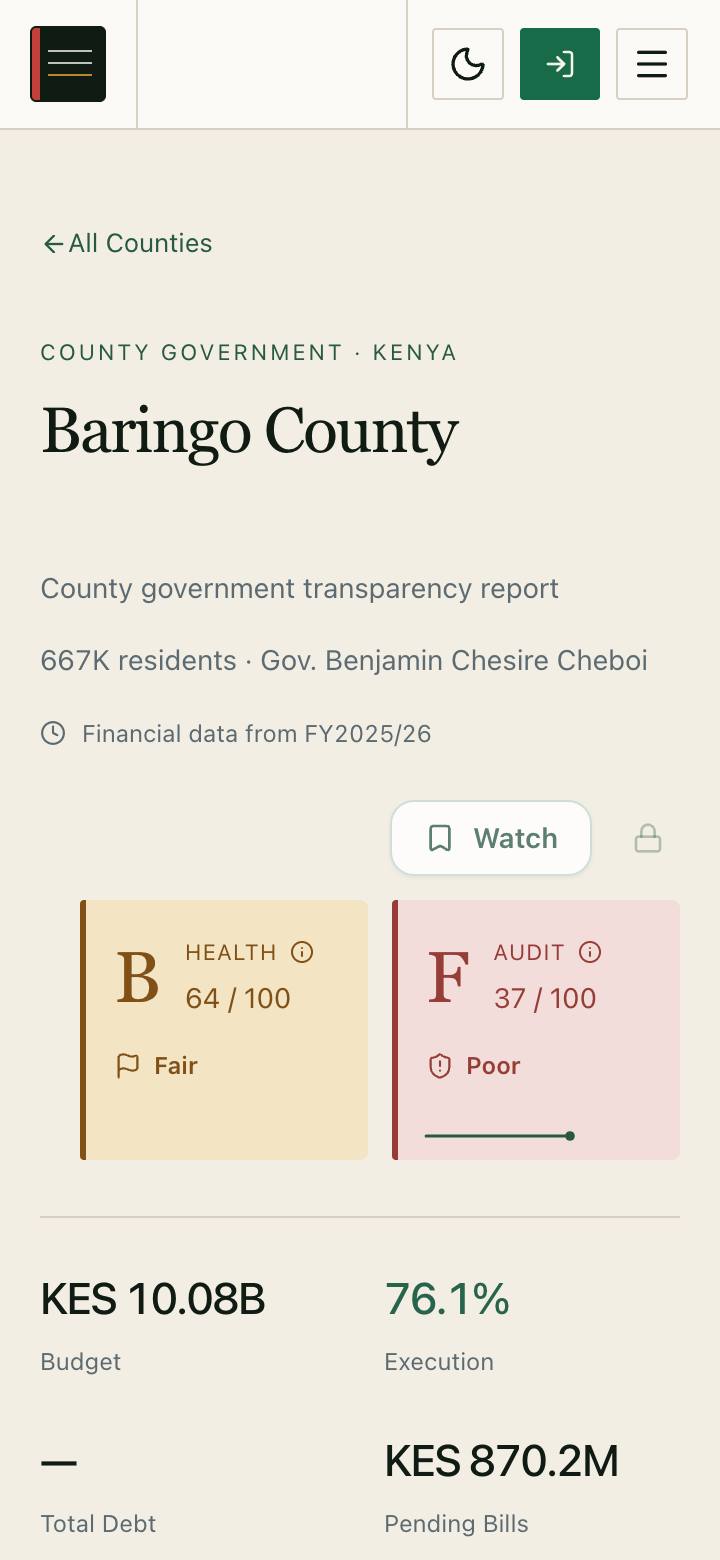 All Counties
COUNTY GOVERNMENT · KENYA
Baringo County
County government transparency report
667K residents · Gov. Benjamin Chesire Cheboi
Financial data from FY2025/26
Watch
B
HEALTH
64 / 100
Fair
F
AUDIT
37 / 100
Poor
KES 10.08B
Budget
76.1%
Execution
—
Total Debt
KES 870.2M
Pending Bills